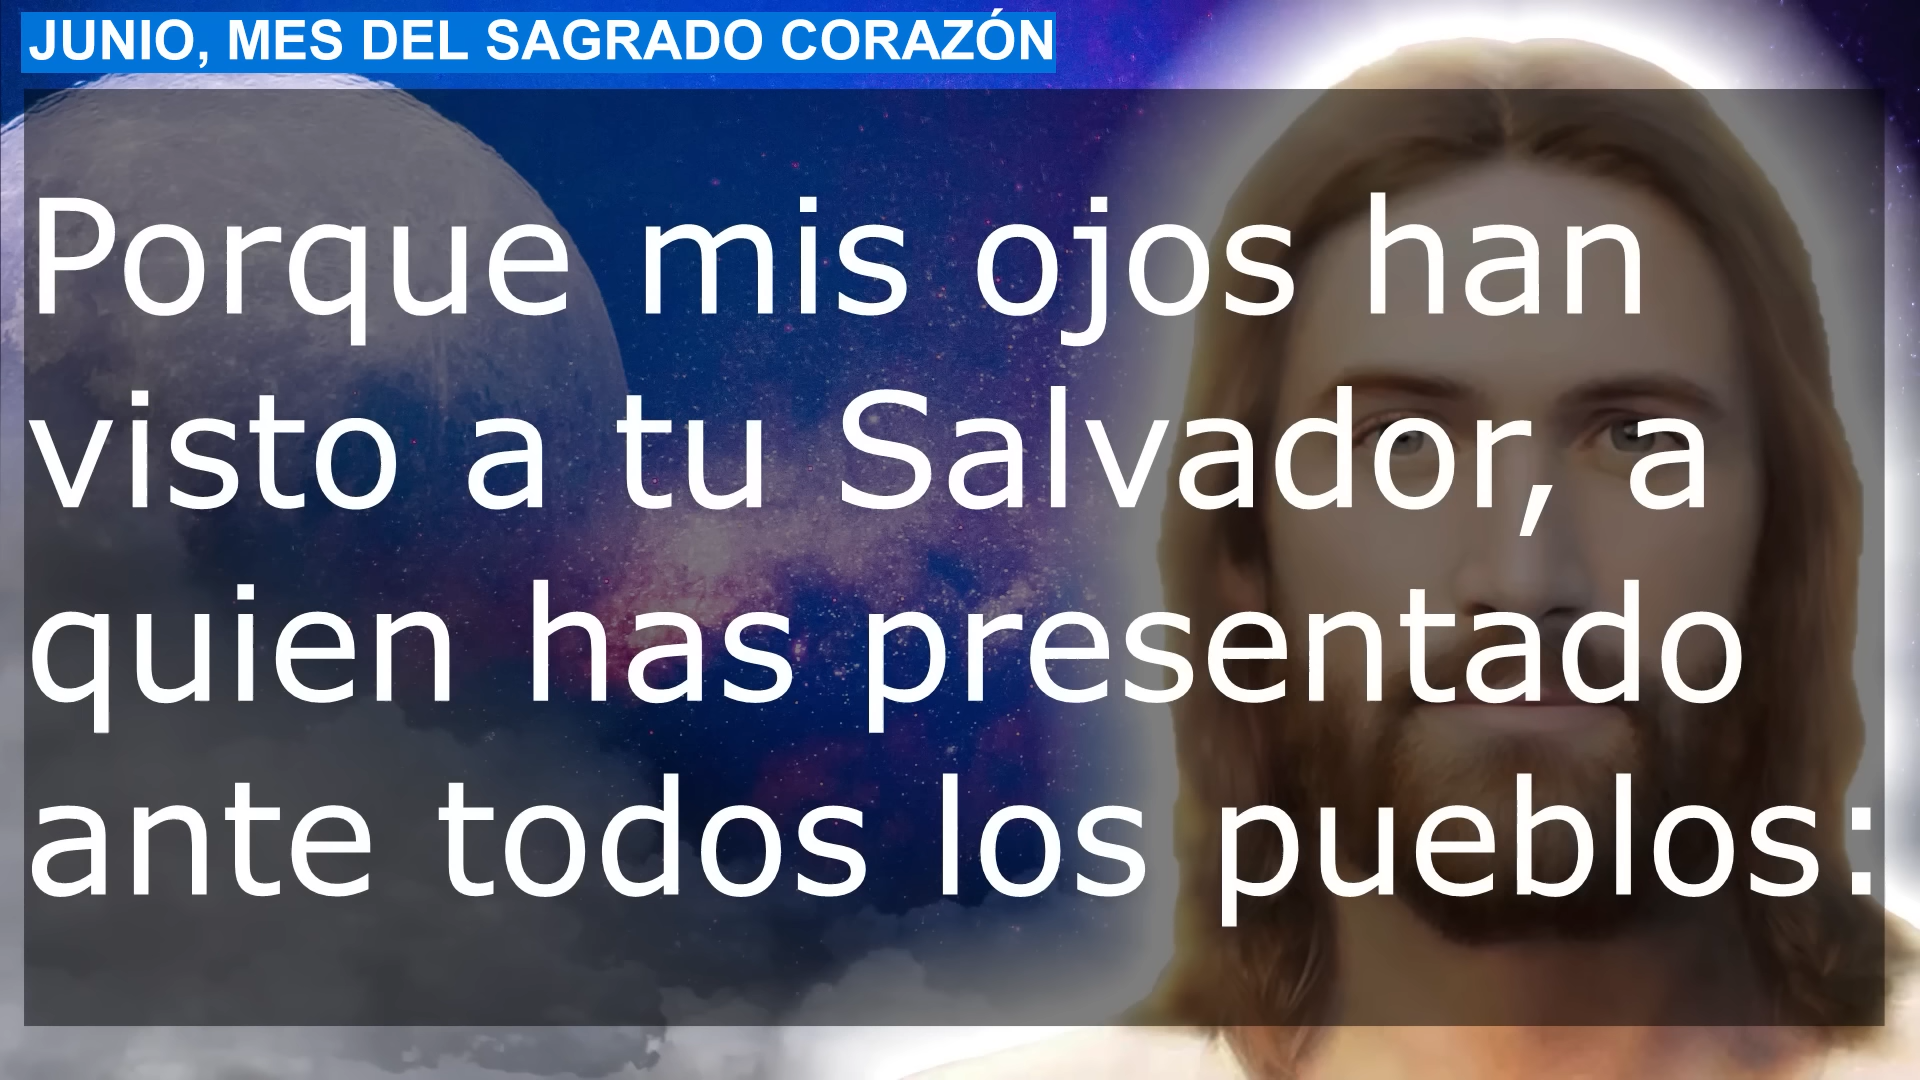 JUNIO, MES DEL SAGRADO CORAZÓN
Porque mis ojos han
visto a tu Salvador, a
quien has presentado
ante todos los pueblos: